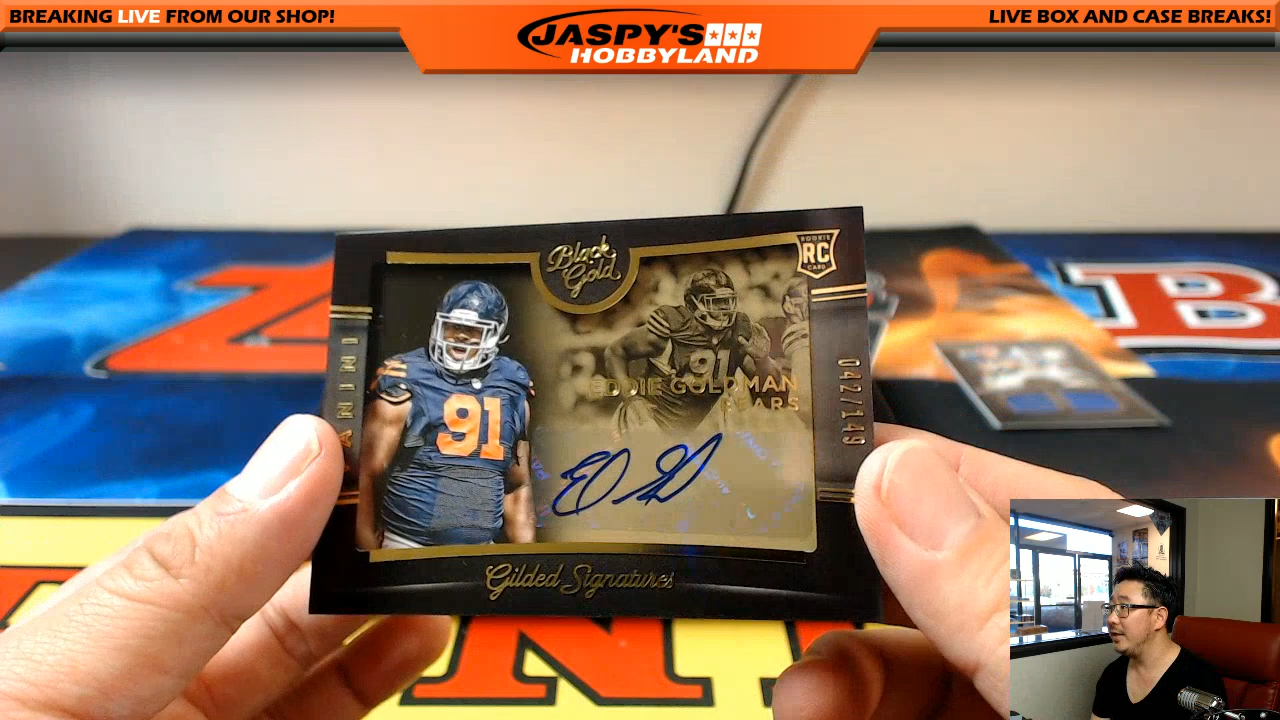 BREAKING LIVE FROM OUR SHOP!
JASPY'S
HOBBYLAND
LIVE BOX AND CASE BREAKS!
Black
Gold
ROOKIE
RC
CARD
PANINI
91
91
EDDIE GOLDMAN
BEARS
042/149
Gilded Signatures